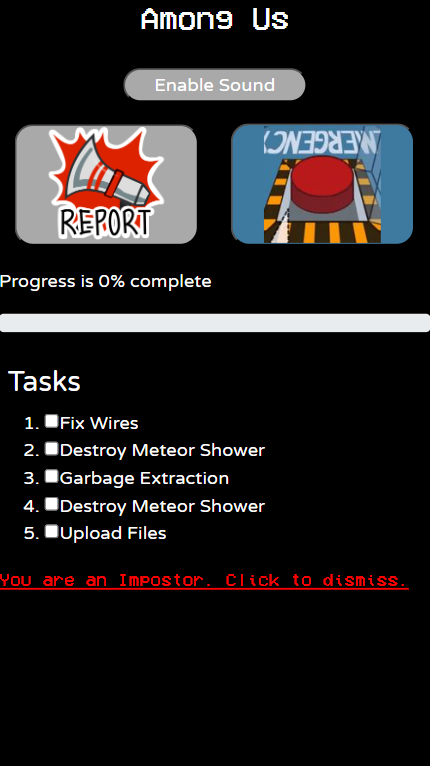 Among Us
Enable Sound
REPORT
Progress is 0% complete
Tasks
1. Fix Wires
2. Destroy Meteor Shower
3. Garbage Extraction
4. Destroy Meteor Shower
5. Upload Files
You are an Impostor. Click to dismiss.